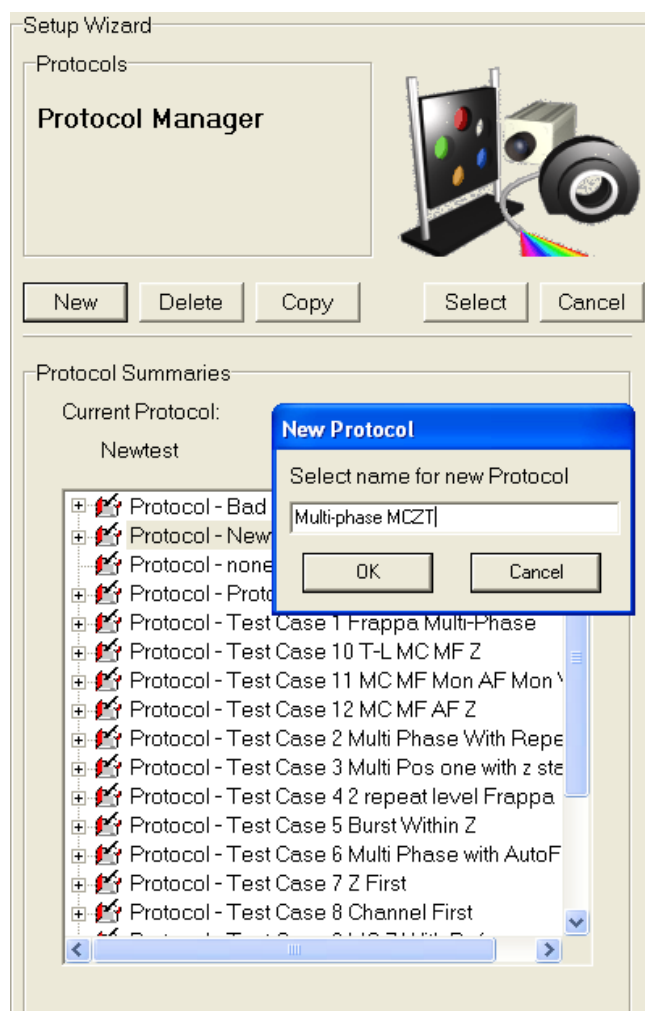 Setup Wizard
Protocols
Protocol Manager
New Delete Copy Select Cancel
Protocol Summaries
Current Protocol:
Newtest
New Protocol
Select name for new Protocol
Multi-phase MCZT
OK Cancel
Protocol - Bad
Protocol - New
Protocol - none
Protocol - Proto
Protocol - Test Case 1 Frappa Multi-Phase
Protocol - Test Case 10 T-L MC MF Z
Protocol - Test Case 11 MC MF Mon AF Mon
Protocol - Test Case 12 MC MF AF Z
Protocol - Test Case 2 Multi Phase With Repe
Protocol - Test Case 3 Multi Pos one with z sta
Protocol - Test Case 4 2 repeat level Frappa
Protocol - Test Case 5 Burst Within Z
Protocol - Test Case 6 Multi Phase with AutoF
Protocol - Test Case 7 Z First
Protocol - Test Case 8 Channel First